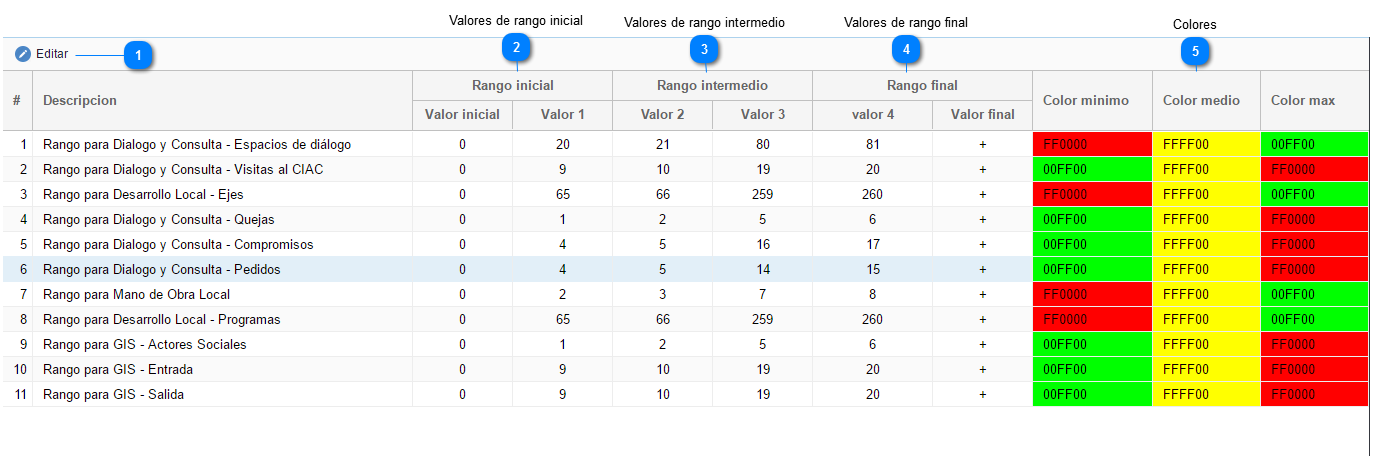 Valores de rango inicial Valores de rango intermedio Valores de rango final Colores
Editar 1 2 3 4 5
Rango inicial Rango intermedio Rango final
# Descripcion Color minimo Color medio Color max
Valor inicial Valor 1 Valor 2 Valor 3 valor 4 Valor final
1 Rango para Dialogo y Consulta - Espacios de diálogo 0 20 21 80 81 + FF0000 FFFF00 00FF00
2 Rango para Dialogo y Consulta - Visitas al CIAC 0 9 10 19 20 + 00FF00 FFFF00 FF0000
3 Rango para Desarrollo Local - Ejes 0 65 66 259 260 + FF0000 FFFF00 00FF00
4 Rango para Dialogo y Consulta - Quejas 0 1 2 5 6 + 00FF00 FFFF00 FF0000
5 Rango para Dialogo y Consulta - Compromisos 0 4 5 16 17 + 00FF00 FFFF00 FF0000
6 Rango para Dialogo y Consulta - Pedidos 0 4 5 14 15 + 00FF00 FFFF00 FF0000
7 Rango para Mano de Obra Local 0 2 3 7 8 + FF0000 FFFF00 00FF00
8 Rango para Desarrollo Local - Programas 0 65 66 259 260 + FF0000 FFFF00 00FF00
9 Rango para GIS - Actores Sociales 0 1 2 5 6 + 00FF00 FFFF00 FF0000
10 Rango para GIS - Entrada 0 9 10 19 20 + 00FF00 FFFF00 FF0000
11 Rango para GIS - Salida 0 9 10 19 20 + 00FF00 FFFF00 FF0000